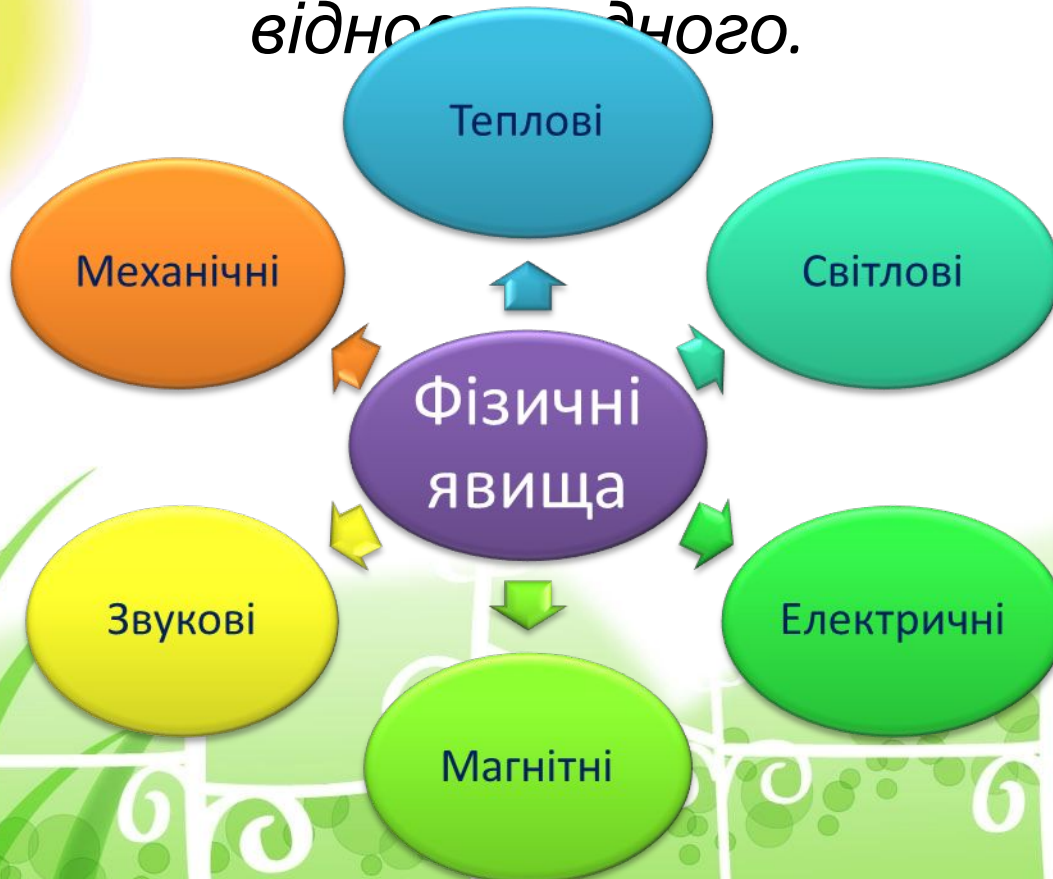 Теплові
Механічні
Світлові
Фізичні
явища
Звукові
Електричні
Магнітні